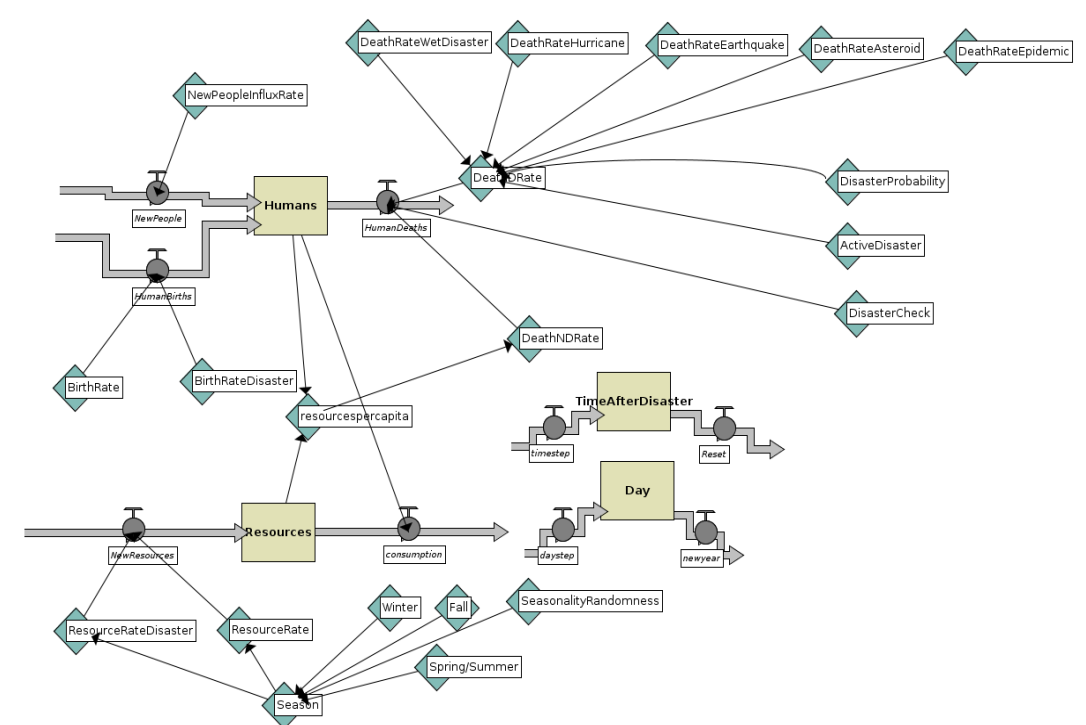 DeathRateWetDisaster
DeathRateHurricane
DeathRateEarthquake
DeathRateAsteroid
DeathRateEpidemic
NewPeopleInfluxRate
DeathDRate
DisasterProbability
NewPeople
Humans
HumanDeaths
ActiveDisaster
HumanBirths
DisasterCheck
DeathNDRate
BirthRate
BirthRateDisaster
resourcespercapita
TimeAfterDisaster
timestep
Reset
Day
Resources
NewResources
consumption
daystep
newyear
Winter
Fall
SeasonalityRandomness
ResourceRateDisaster
ResourceRate
Spring/Summer
Season